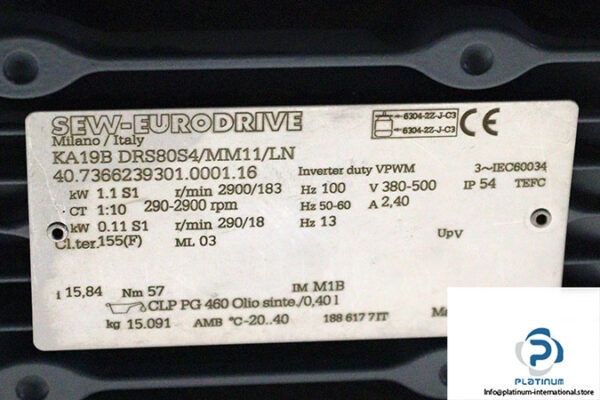 SEW-EURODRIVE
Milano / Italy
6304-2Z-J-C3
6304-2Z-J-C3
CE
KA19B DRS80S4/MM11/LN
40.7366239301.0001.16 Inverter duty VPWM 3~IEC60034
kW 1.1 S1 r/min 2900/183 Hz 100 V 380-500 IP 54 TEFC
CT 1:10 290-2900 rpm Hz 50-60 A 2,40
kW 0.11 S1 r/min 290/18 Hz 13
Cl.ter. 155(F) ML 03 UpV
i 15,84 Nm 57 IM M1B
CLP PG 460 Olio sinte./0,40 l
kg 15.091 AMB °C-20..40 188 617 7IT
PLATINUM
Info@platinum-international.store